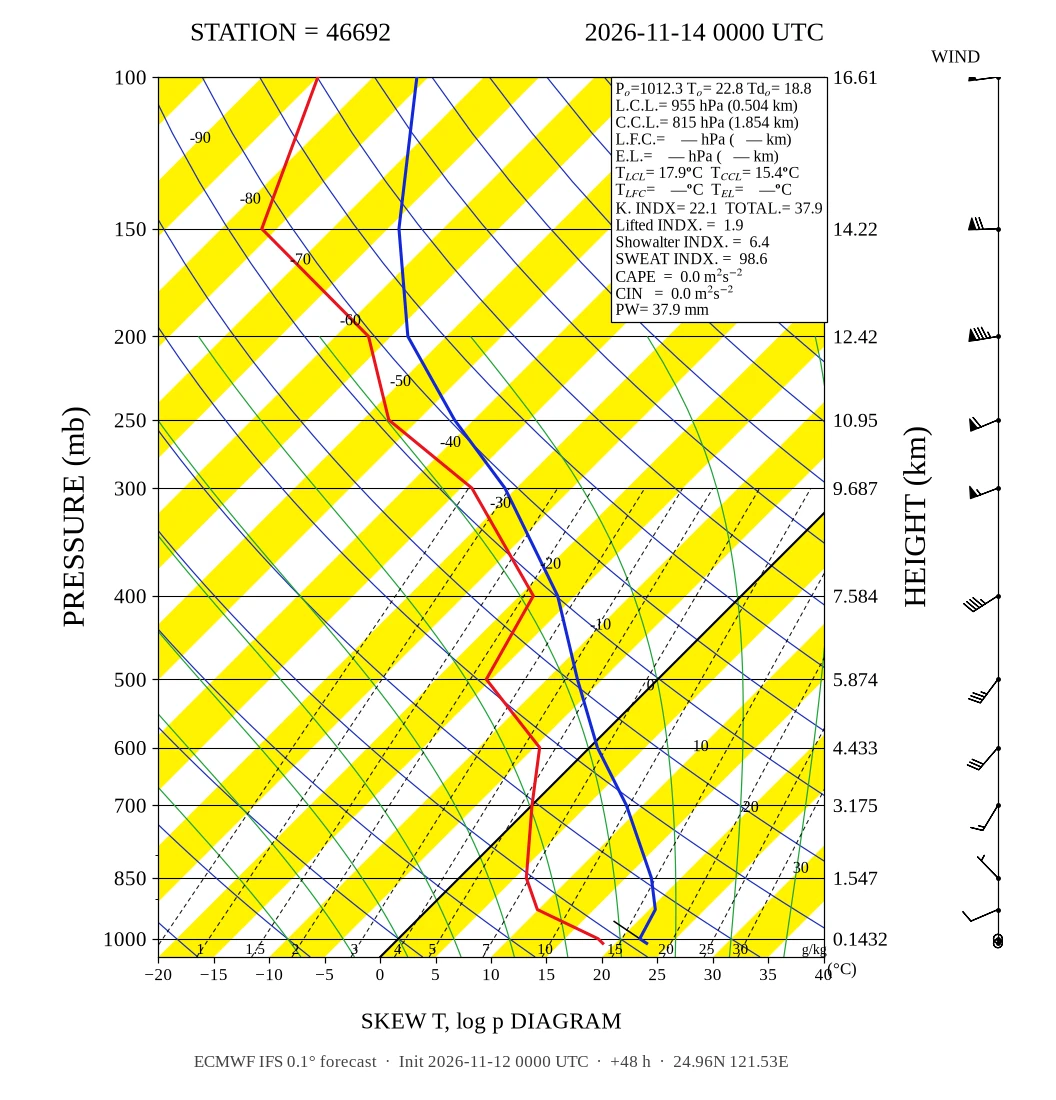 STATION = 46692
2026-11-14 0000 UTC
WIND
100
150
200
250
300
400
500
600
700
850
1000
PRESSURE (mb)
-90
-80
-70
-60
-50
-40
-30
-20
-10
0
10
20
30
Pₒ=1012.3 Tₒ= 22.8 Tdₒ= 18.8
L.C.L.= 955 hPa (0.504 km)
C.C.L.= 815 hPa (1.854 km)
L.F.C.= — hPa ( — km)
E.L.= — hPa ( — km)
T_LCL= 17.9°C T_CCL= 15.4°C
T_LFC= —°C T_EL= —°C
K. INDX= 22.1 TOTAL.= 37.9
Lifted INDX. = 1.9
Showalter INDX. = 6.4
SWEAT INDX. = 98.6
CAPE = 0.0 m²s⁻²
CIN = 0.0 m²s⁻²
PW= 37.9 mm
16.61
14.22
12.42
10.95
9.687
7.584
5.874
4.433
3.175
1.547
0.1432
HEIGHT (km)
1 1.5 2 3 4 5 7 10 15 20 25 30 g/kg
−20 −15 −10 −5 0 5 10 15 20 25 30 35 40 (°C)
SKEW T, log p DIAGRAM
ECMWF IFS 0.1° forecast · Init 2026-11-12 0000 UTC · +48 h · 24.96N 121.53E